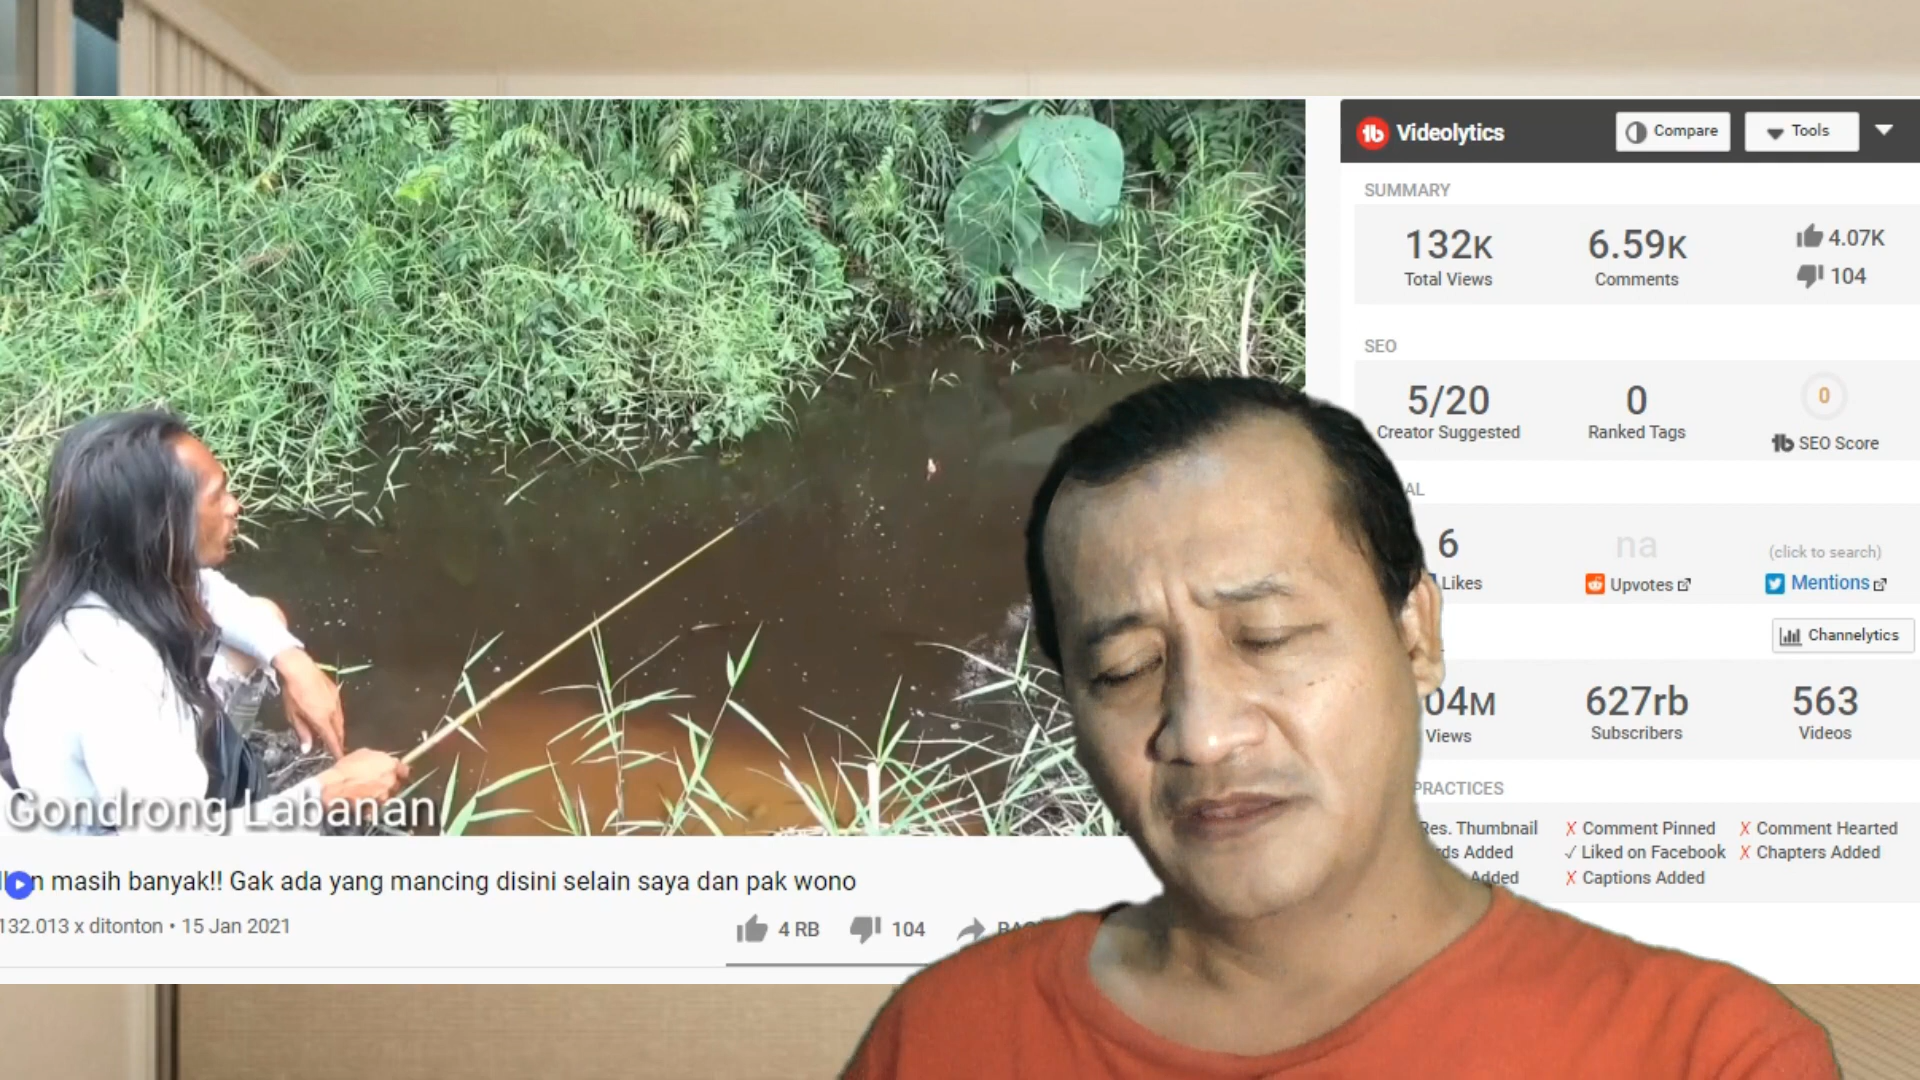 Videolytics
Compare
Tools
SUMMARY
132K
Total Views
6.59K
Comments
4.07K
104
SEO
5/20
Creator Suggested
0
Ranked Tags
0
SEO Score
6
Likes
na
Upvotes
(click to search)
Mentions
Channelytics
04M
Views
627rb
Subscribers
563
Videos
PRACTICES
Res. Thumbnail
X Comment Pinned
X Comment Hearted
Added
✓ Liked on Facebook
X Chapters Added
Added
X Captions Added
Gondrong Labanan
masih banyak!! Gak ada yang mancing disini selain saya dan pak wono
132.013 x ditonton • 15 Jan 2021
4 RB
104